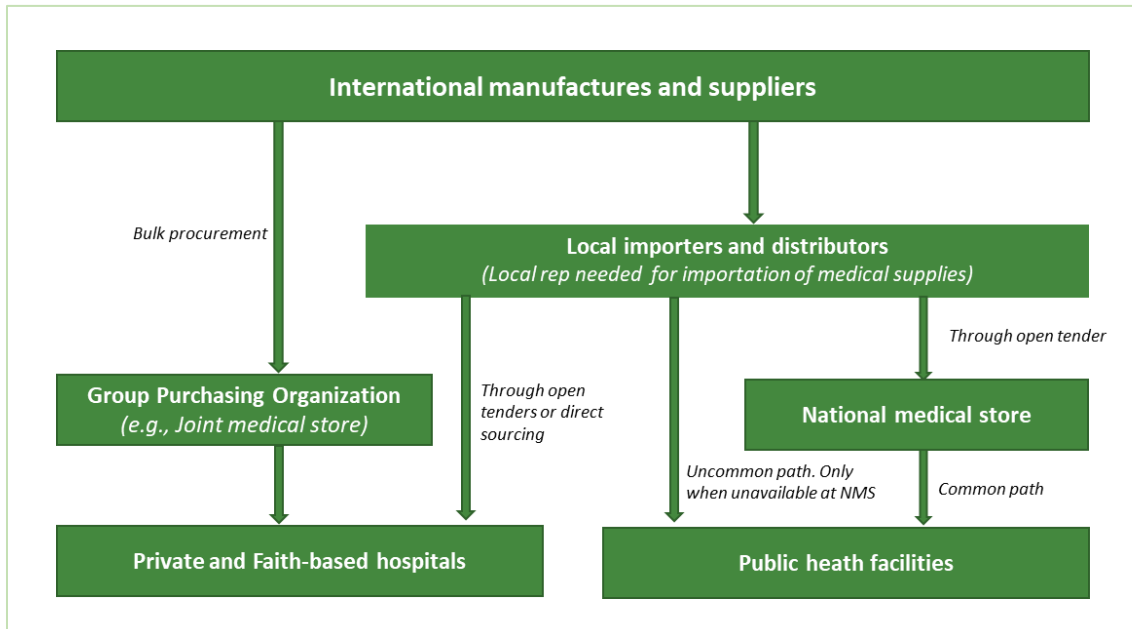 International manufactures and suppliers
Bulk procurement
Local importers and distributors
(Local rep needed for importation of medical supplies)
Through open tender
Group Purchasing Organization
(e.g., Joint medical store)
Through open
tenders or direct
sourcing
National medical store
Uncommon path. Only
when unavailable at NMS
Common path
Private and Faith-based hospitals
Public heath facilities